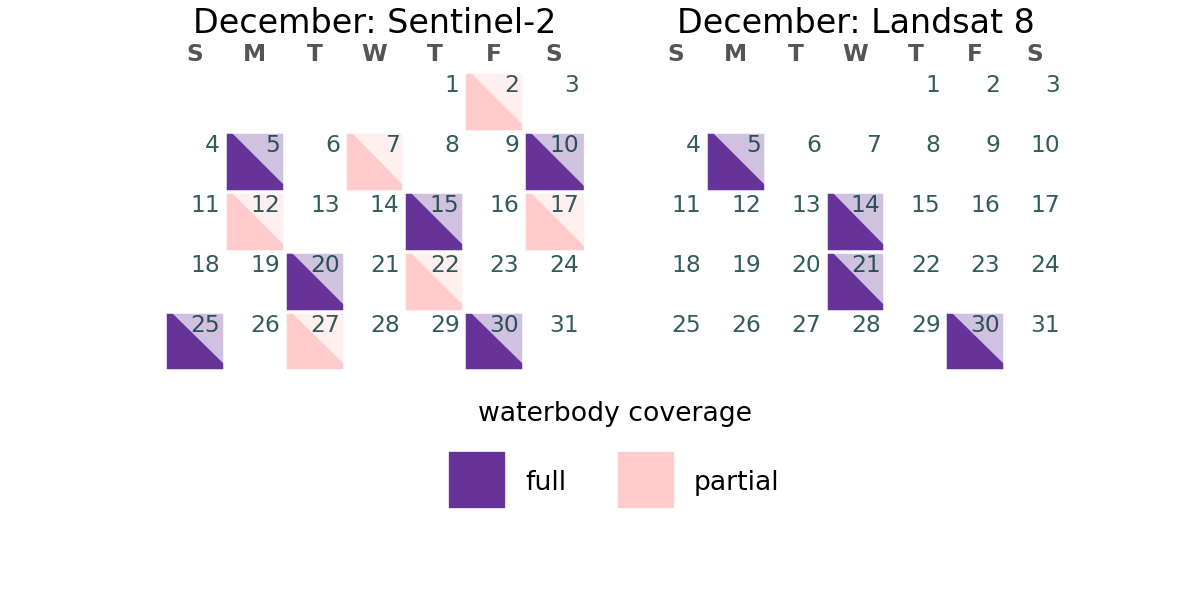 December: Sentinel-2
S M T W T F S
1 2 3
4 5 6 7 8 9 10
11 12 13 14 15 16 17
18 19 20 21 22 23 24
25 26 27 28 29 30 31
December: Landsat 8
S M T W T F S
1 2 3
4 5 6 7 8 9 10
11 12 13 14 15 16 17
18 19 20 21 22 23 24
25 26 27 28 29 30 31
waterbody coverage
full partial